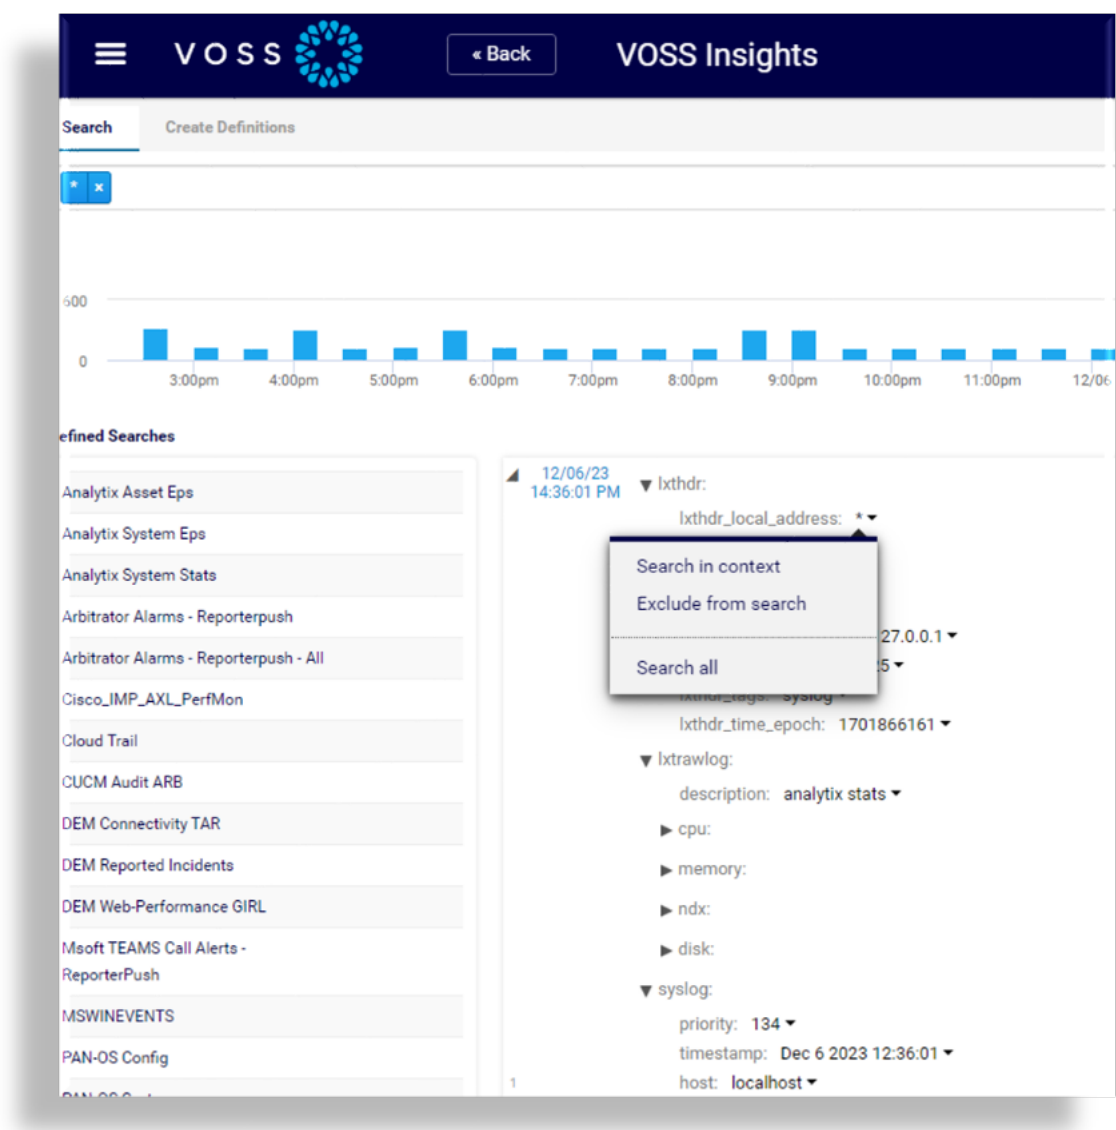 VOSS
« Back
VOSS Insights
Search
Create Definitions
* x
600
0
3:00pm 4:00pm 5:00pm 6:00pm 7:00pm 8:00pm 9:00pm 10:00pm 11:00pm 12/06
efined Searches
Analytix Asset Eps
Analytix System Eps
Analytix System Stats
Arbitrator Alarms - Reporterpush
Arbitrator Alarms - Reporterpush - All
Cisco_IMP_AXL_PerfMon
Cloud Trail
CUCM Audit ARB
DEM Connectivity TAR
DEM Reported Incidents
DEM Web-Performance GIRL
Msoft TEAMS Call Alerts -
ReporterPush
MSWINEVENTS
PAN-OS Config
12/06/23
14:36:01 PM
lxthdr:
lxthdr_local_address: *
Search in context
Exclude from search
Search all
27.0.0.1
5
lxthdr_tags: syslog
lxthdr_time_epoch: 1701866161
lxtrawlog:
description: analytix stats
cpu:
memory:
ndx:
disk:
syslog:
priority: 134
timestamp: Dec 6 2023 12:36:01
1
host: localhost